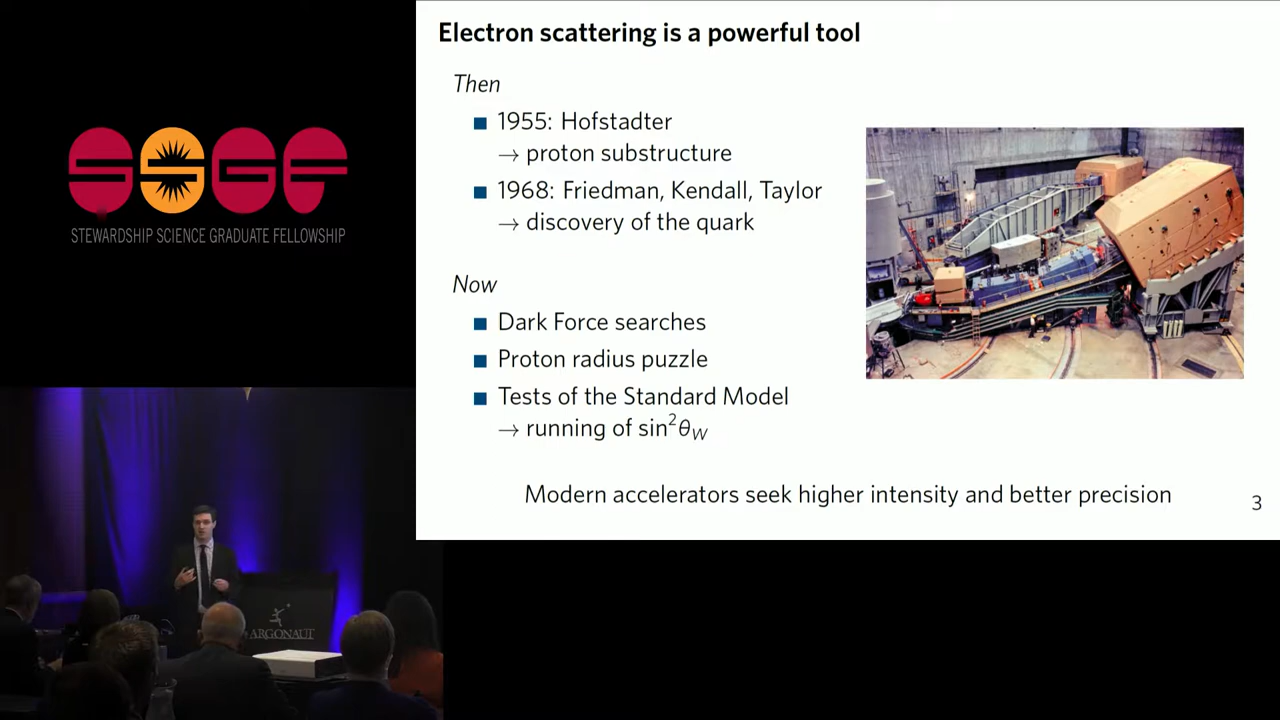 SSGF
STEWARDSHIP SCIENCE GRADUATE FELLOWSHIP
Electron scattering is a powerful tool
Then
1955: Hofstadter
→ proton substructure
1968: Friedman, Kendall, Taylor
→ discovery of the quark
Now
Dark Force searches
Proton radius puzzle
Tests of the Standard Model
→ running of sin²θ_W
Modern accelerators seek higher intensity and better precision
3
ARGONAUT